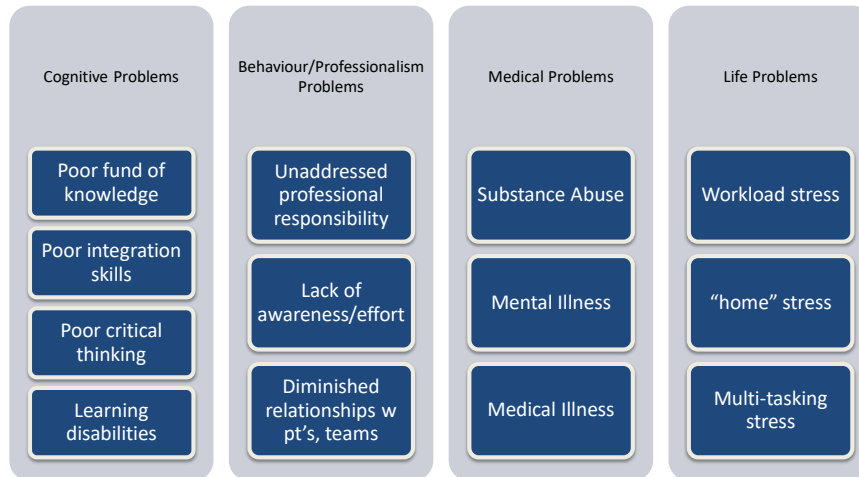 Cognitive Problems
Poor fund of
knowledge
Poor integration
skills
Poor critical
thinking
Learning
disabilities
Behaviour/Professionalism
Problems
Unaddressed
professional
responsibility
Lack of
awareness/effort
Diminished
relationships w
pt’s, teams
Medical Problems
Substance Abuse
Mental Illness
Medical Illness
Life Problems
Workload stress
“home” stress
Multi-tasking
stress